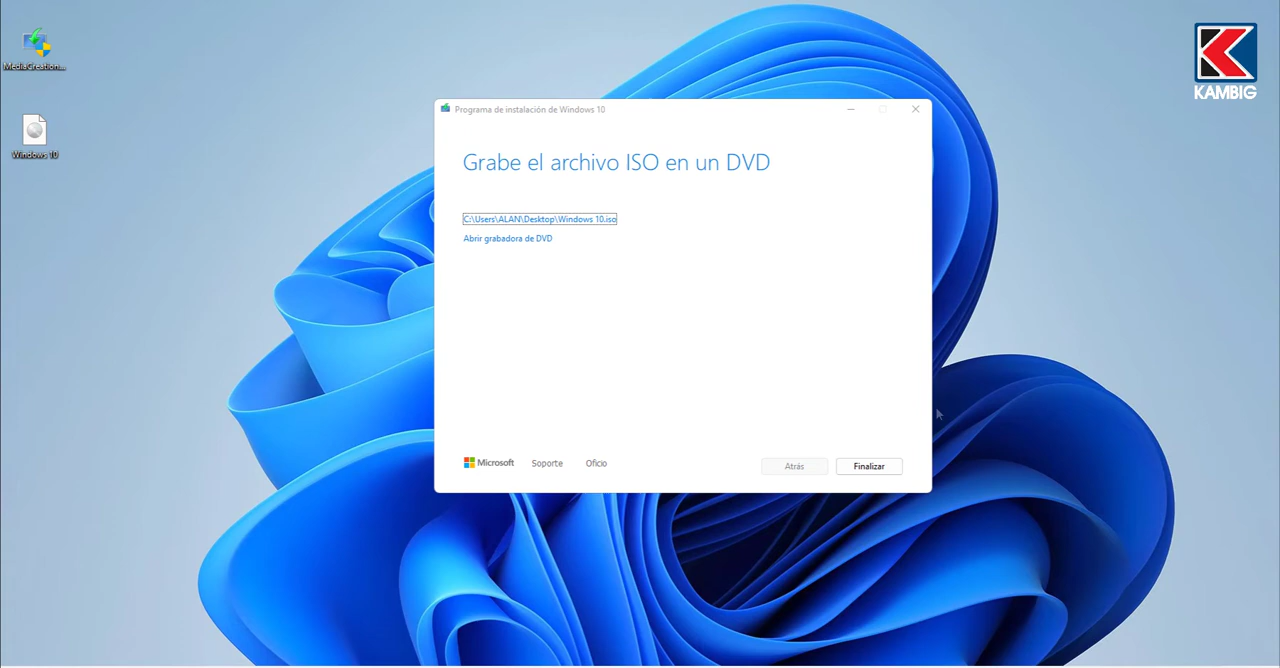 MediaCreation...
Windows 10
KAMBIG
Programa de instalación de Windows 10
Grabe el archivo ISO en un DVD
C:\Users\ALAN\Desktop\Windows 10.iso
Abrir grabadora de DVD
Microsoft
Soporte
Oficio
Atrás
Finalizar